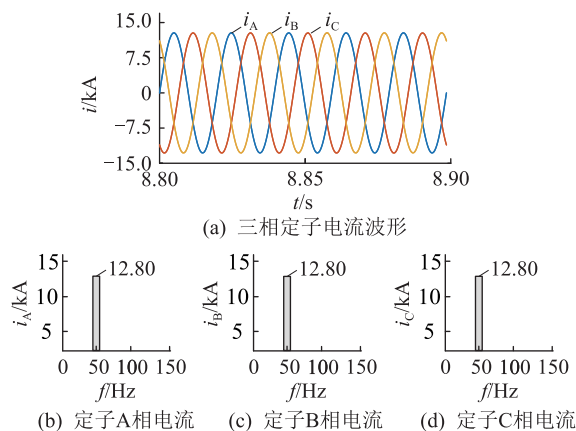 15.0
7.5
0
−7.5
−15.0
i/kA
i_A
i_B
i_C
8.80
8.85
8.90
t/s
(a) 三相定子电流波形
15
10
5
i_A/kA
12.80
0
50
100
150
f/Hz
(b) 定子A相电流
15
10
5
i_B/kA
12.80
0
50
100
150
f/Hz
(c) 定子B相电流
15
10
5
i_C/kA
12.80
0
50
100
150
f/Hz
(d) 定子C相电流